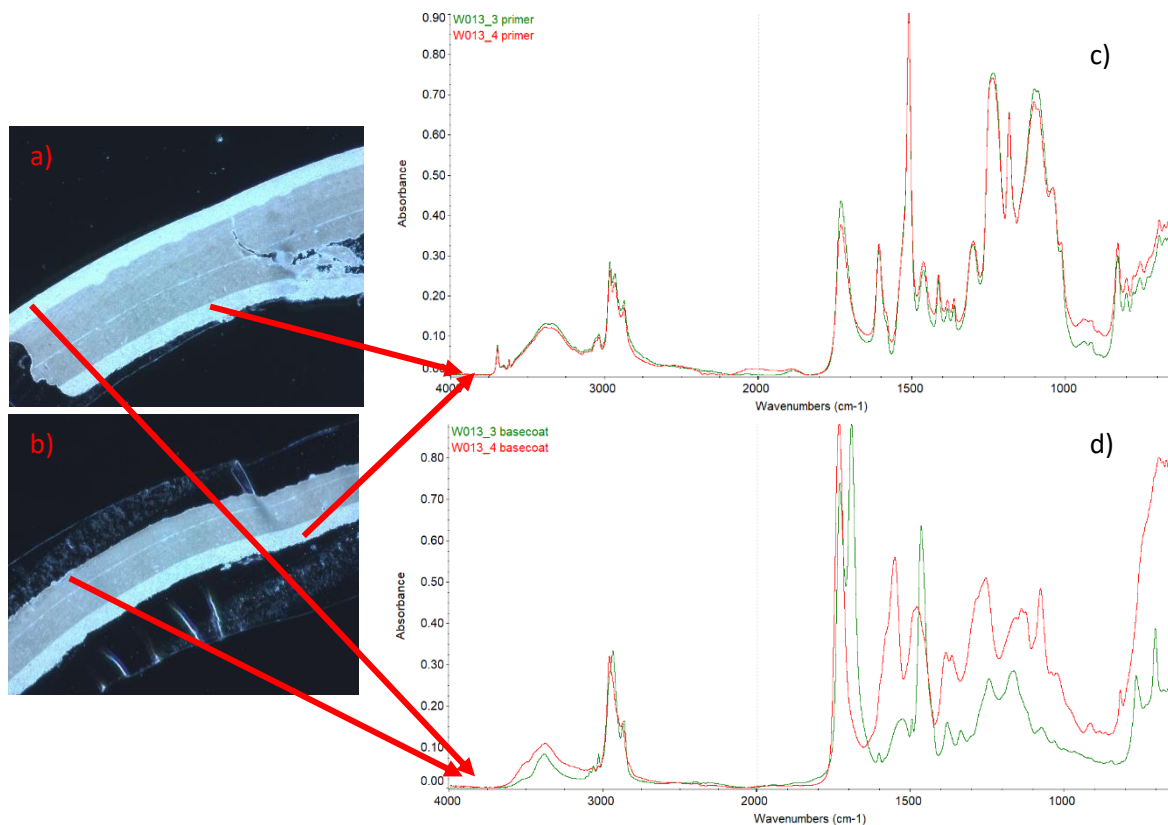 a)
b)
W013_3 primer
W013_4 primer
c)
0.90
0.80
0.70
0.60
0.50
0.40
0.30
0.20
0.10
0.00
Absorbance
4000 3000 2000 1500 1000
Wavenumbers (cm-1)
W013_3 basecoat
W013_4 basecoat
d)
0.80
0.70
0.60
0.50
0.40
0.30
0.20
0.10
0.00
Absorbance
4000 3000 2000 1500 1000
Wavenumbers (cm-1)